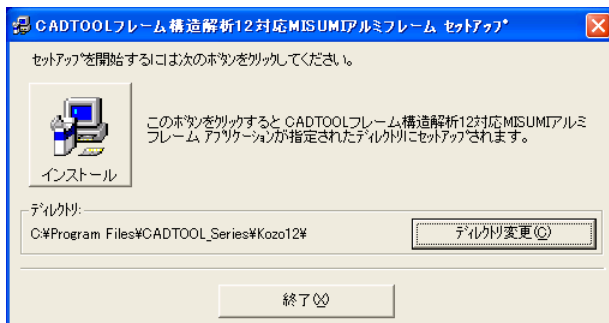 CADTOOLフレーム構造解析12対応MISUMIアルミフレーム ｾｯﾄｱｯﾌﾟ
ｾｯﾄｱｯﾌﾟを開始するには次のﾎﾞﾀﾝをｸﾘｯｸしてください。
このﾎﾞﾀﾝをｸﾘｯｸすると CADTOOLフレーム構造解析12対応MISUMIアルミ
フレーム ｱﾌﾟﾘｹｰｼｮﾝが指定されたﾃﾞｨﾚｸﾄﾘにｾｯﾄｱｯﾌﾟされます。
インストール
ﾃﾞｨﾚｸﾄﾘ:
C:¥Program Files¥CADTOOL_Series¥Kozo12¥
ﾃﾞｨﾚｸﾄﾘ変更(C)
終了(X)